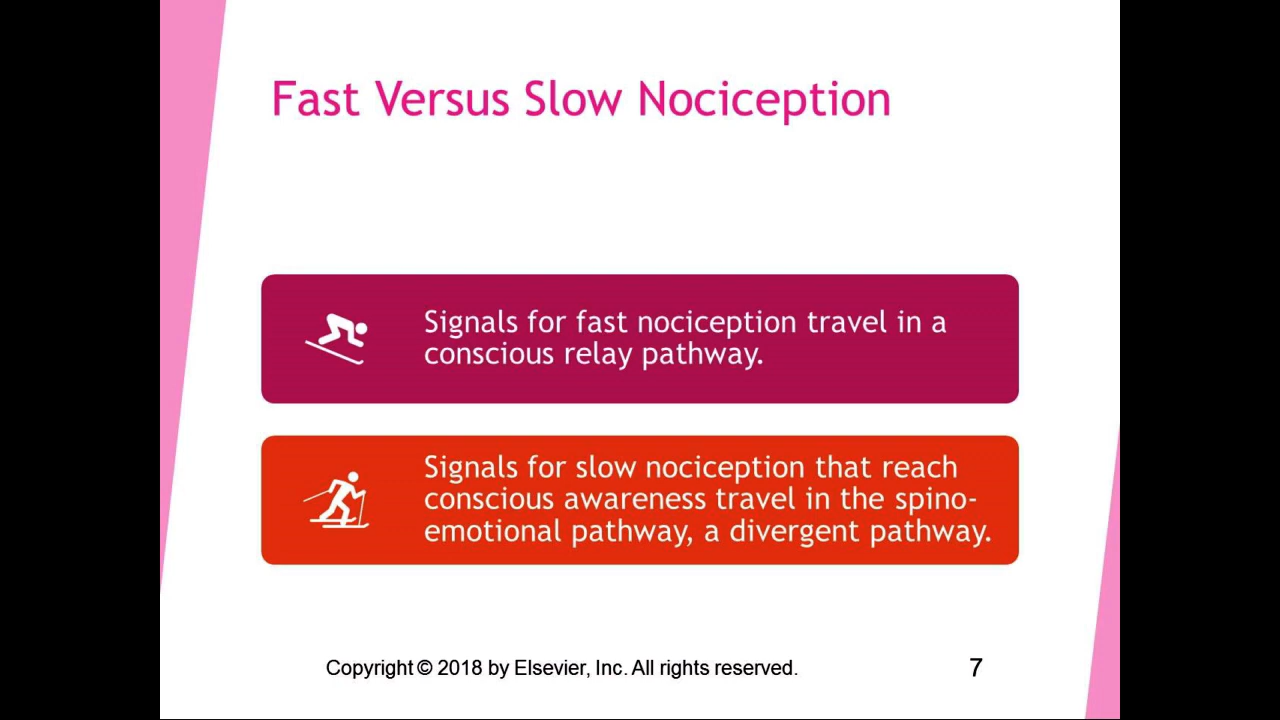 Fast Versus Slow Nociception
Signals for fast nociception travel in a
conscious relay pathway.
Signals for slow nociception that reach
conscious awareness travel in the spino-
emotional pathway, a divergent pathway.
Copyright © 2018 by Elsevier, Inc. All rights reserved.
7